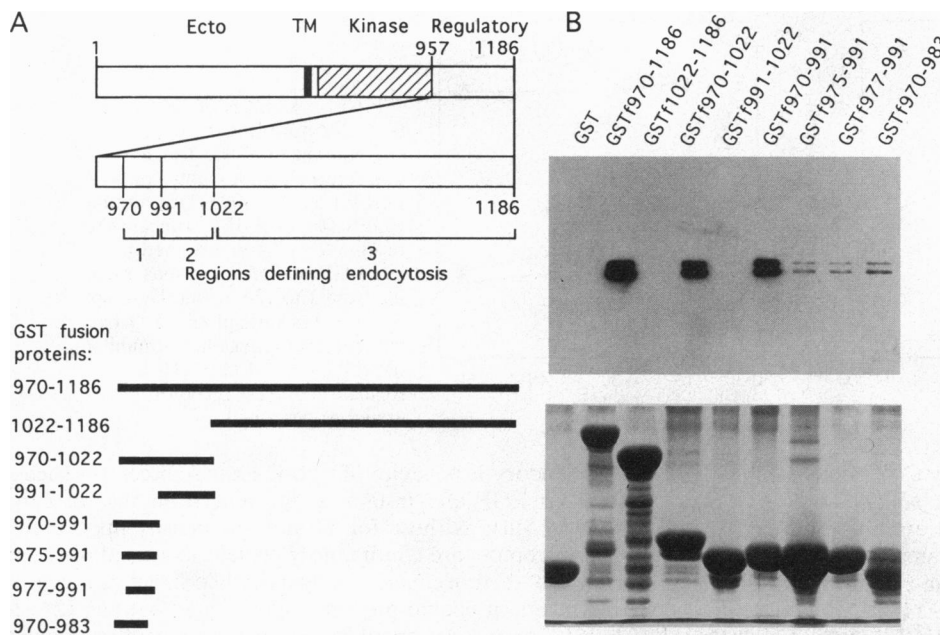 A
Ecto TM Kinase Regulatory
1 957 1186
970 991 1022 1186
1 2 3
Regions defining endocytosis
GST fusion
proteins:
970-1186
1022-1186
970-1022
991-1022
970-991
975-991
977-991
970-983
B
GST
GSTf970-1186
GSTf1022-1186
GSTf970-1022
GSTf991-1022
GSTf970-991
GSTf975-991
GSTf977-991
GSTf970-983